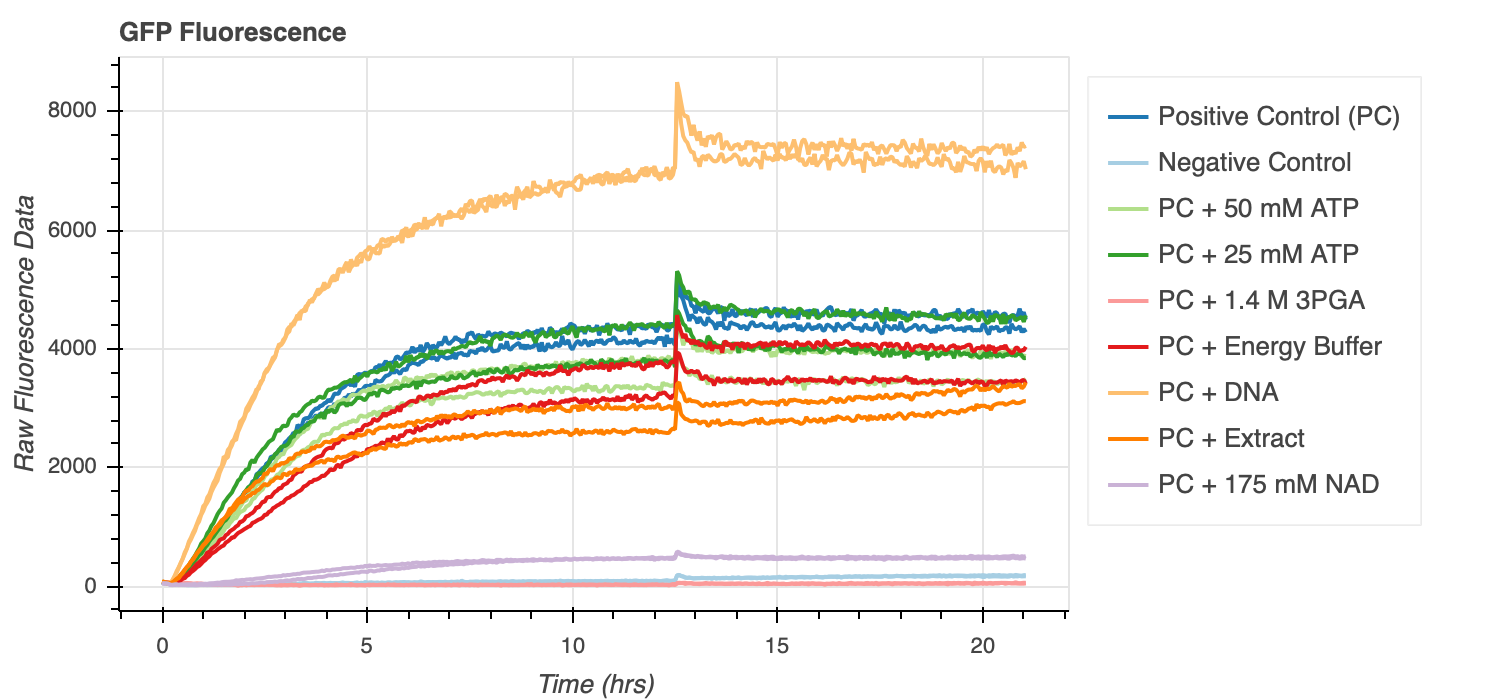 GFP Fluorescence
Raw Fluorescence Data
8000
6000
4000
2000
0
0 5 10 15 20
Time (hrs)
Positive Control (PC)
Negative Control
PC + 50 mM ATP
PC + 25 mM ATP
PC + 1.4 M 3PGA
PC + Energy Buffer
PC + DNA
PC + Extract
PC + 175 mM NAD